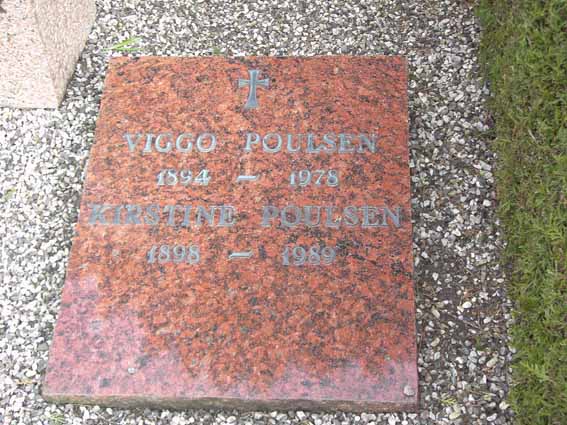 VIGGO POULSEN
1894 – 1978
KIRSTINE POULSEN
1898 – 1989